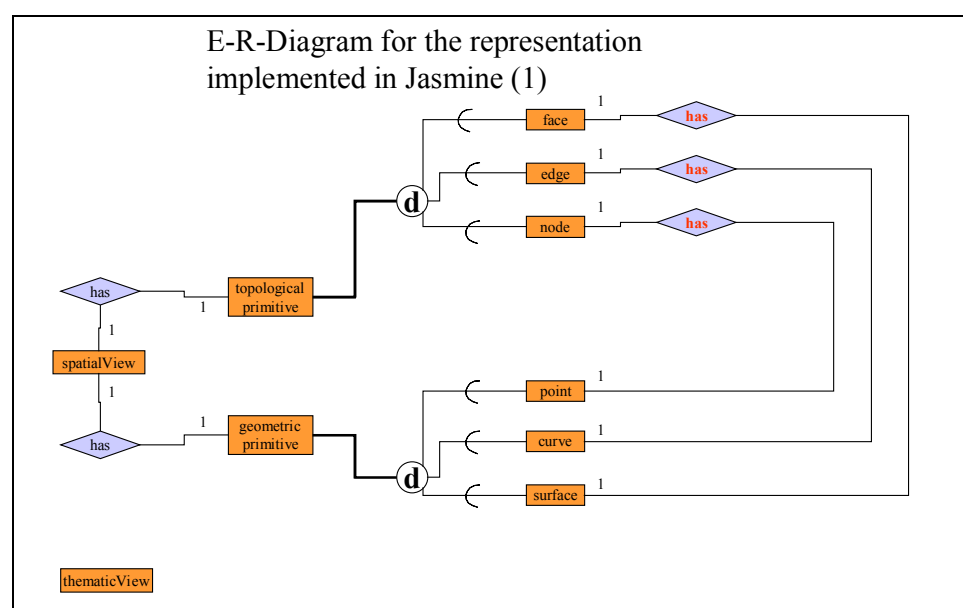 E-R-Diagram for the representation
implemented in Jasmine (1)
1
face
has
1
edge
has
d
1
node
has
has
1
topological
primitive
1
spatialView
1
has
1
geometric
primitive
d
point
1
curve
1
surface
1
thematicView